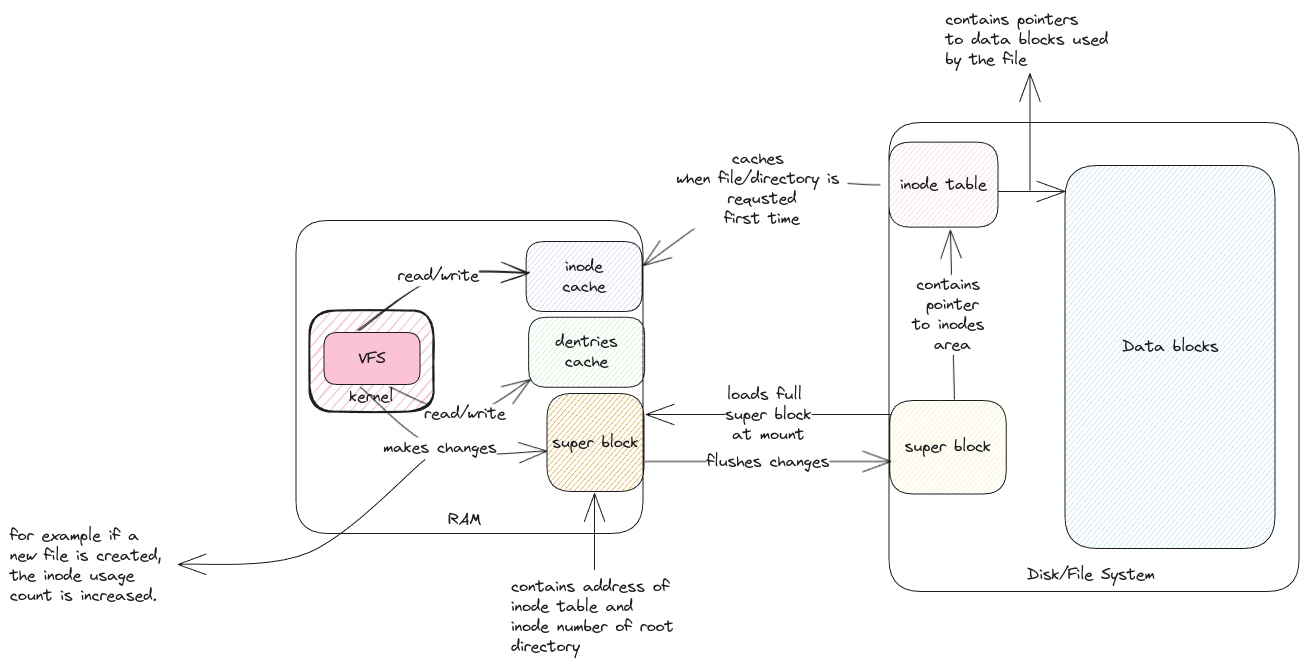 contains pointers
to data blocks used
by the file
caches
when file/directory is
requsted
first time
inode table
inode
cache
read/write
dentries
cache
VFS
kernel
read/write
makes changes
super block
RAM
loads full
super block
at mount
flushes changes
contains
pointer
to inodes
area
super block
Data blocks
Disk/File System
for example if a
new file is created,
the inode usage
count is increased.
contains address of
inode table and
inode number of root
directory